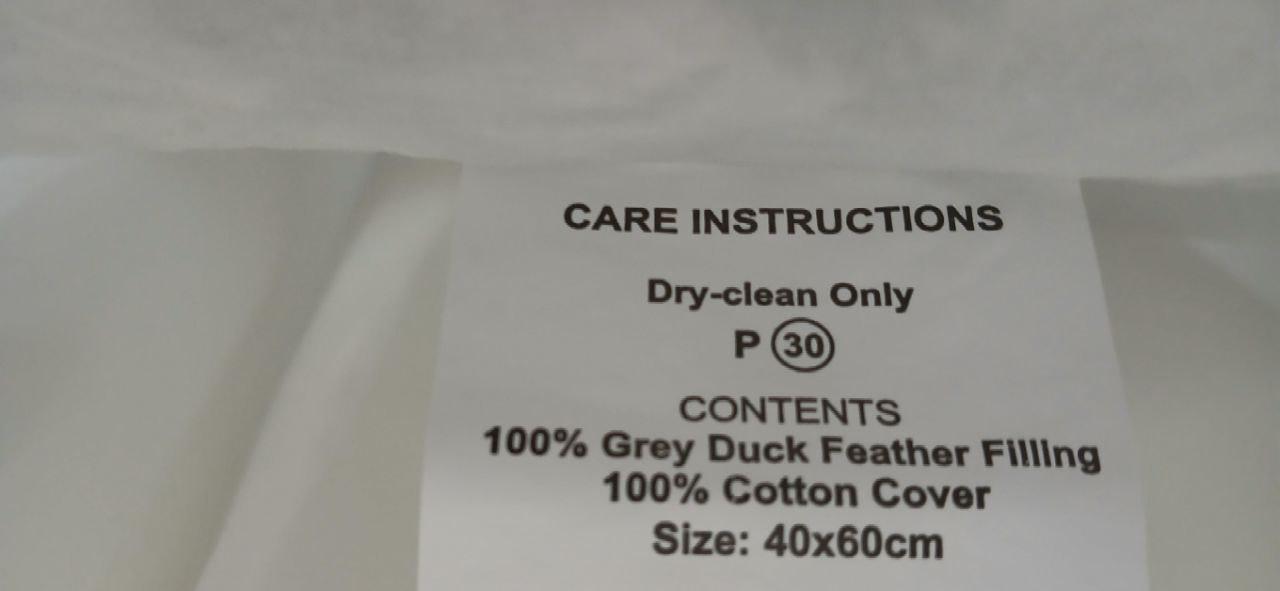 CARE INSTRUCTIONS
Dry-clean Only
P 30
CONTENTS
100% Grey Duck Feather Filling
100% Cotton Cover
Size: 40x60cm